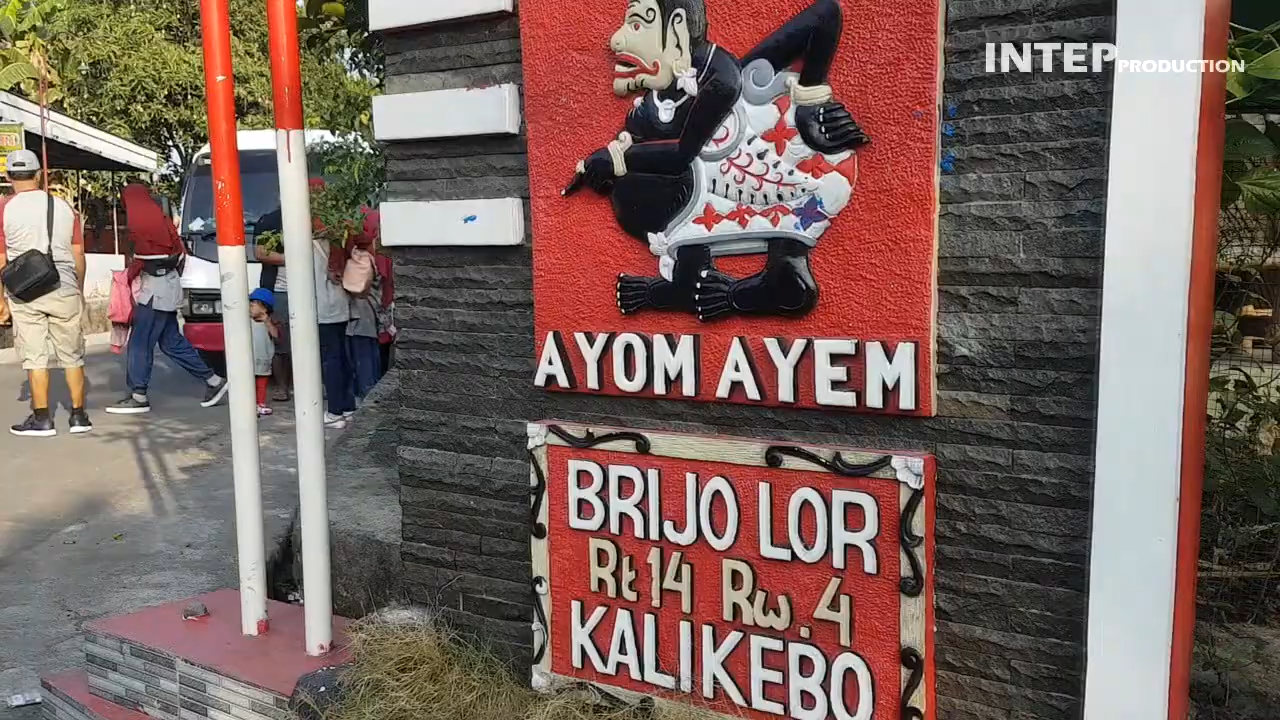 INTEP PRODUCTION
AYOM AYEM
BRIJO LOR
Rt 14 Rw. 4
KALIKEBO